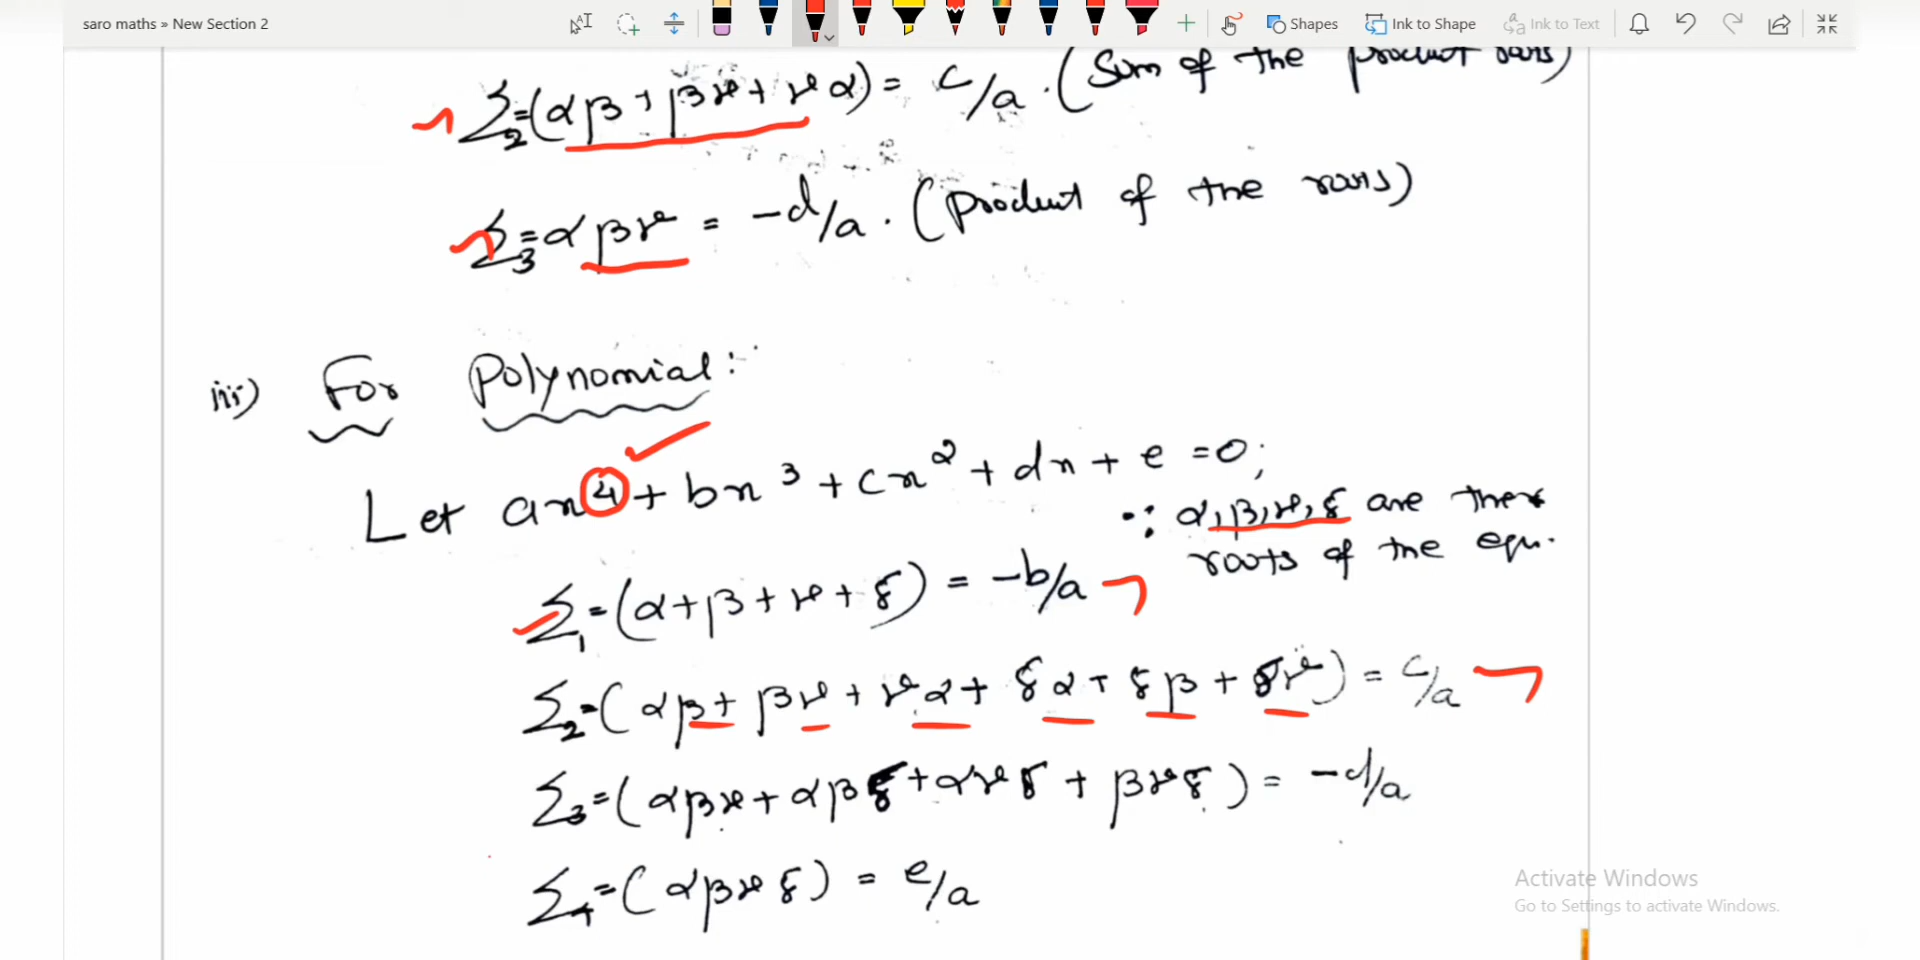 saro maths » New Section 2
Shapes
Ink to Shape
Ink to Text
Σ₂=(αβ+βγ+γα) = c/a . (Sum of the product
Σ₃=αβγ = -d/a . (product of the roots)
iii) For Polynomial:
Let ax⁴ + bx³ + cx² + dx + e = 0;
∵ α,β,γ,δ are the
roots of the equ.
Σ₁=(α+β+γ+δ) = -b/a
Σ₂=(αβ+βγ+γα+δα+δβ+δγ) = c/a
Σ₃=(αβγ+αβδ+αγδ+βγδ) = -d/a
Σ₄=(αβγδ) = e/a
Activate Windows
Go to Settings to activate Windows.